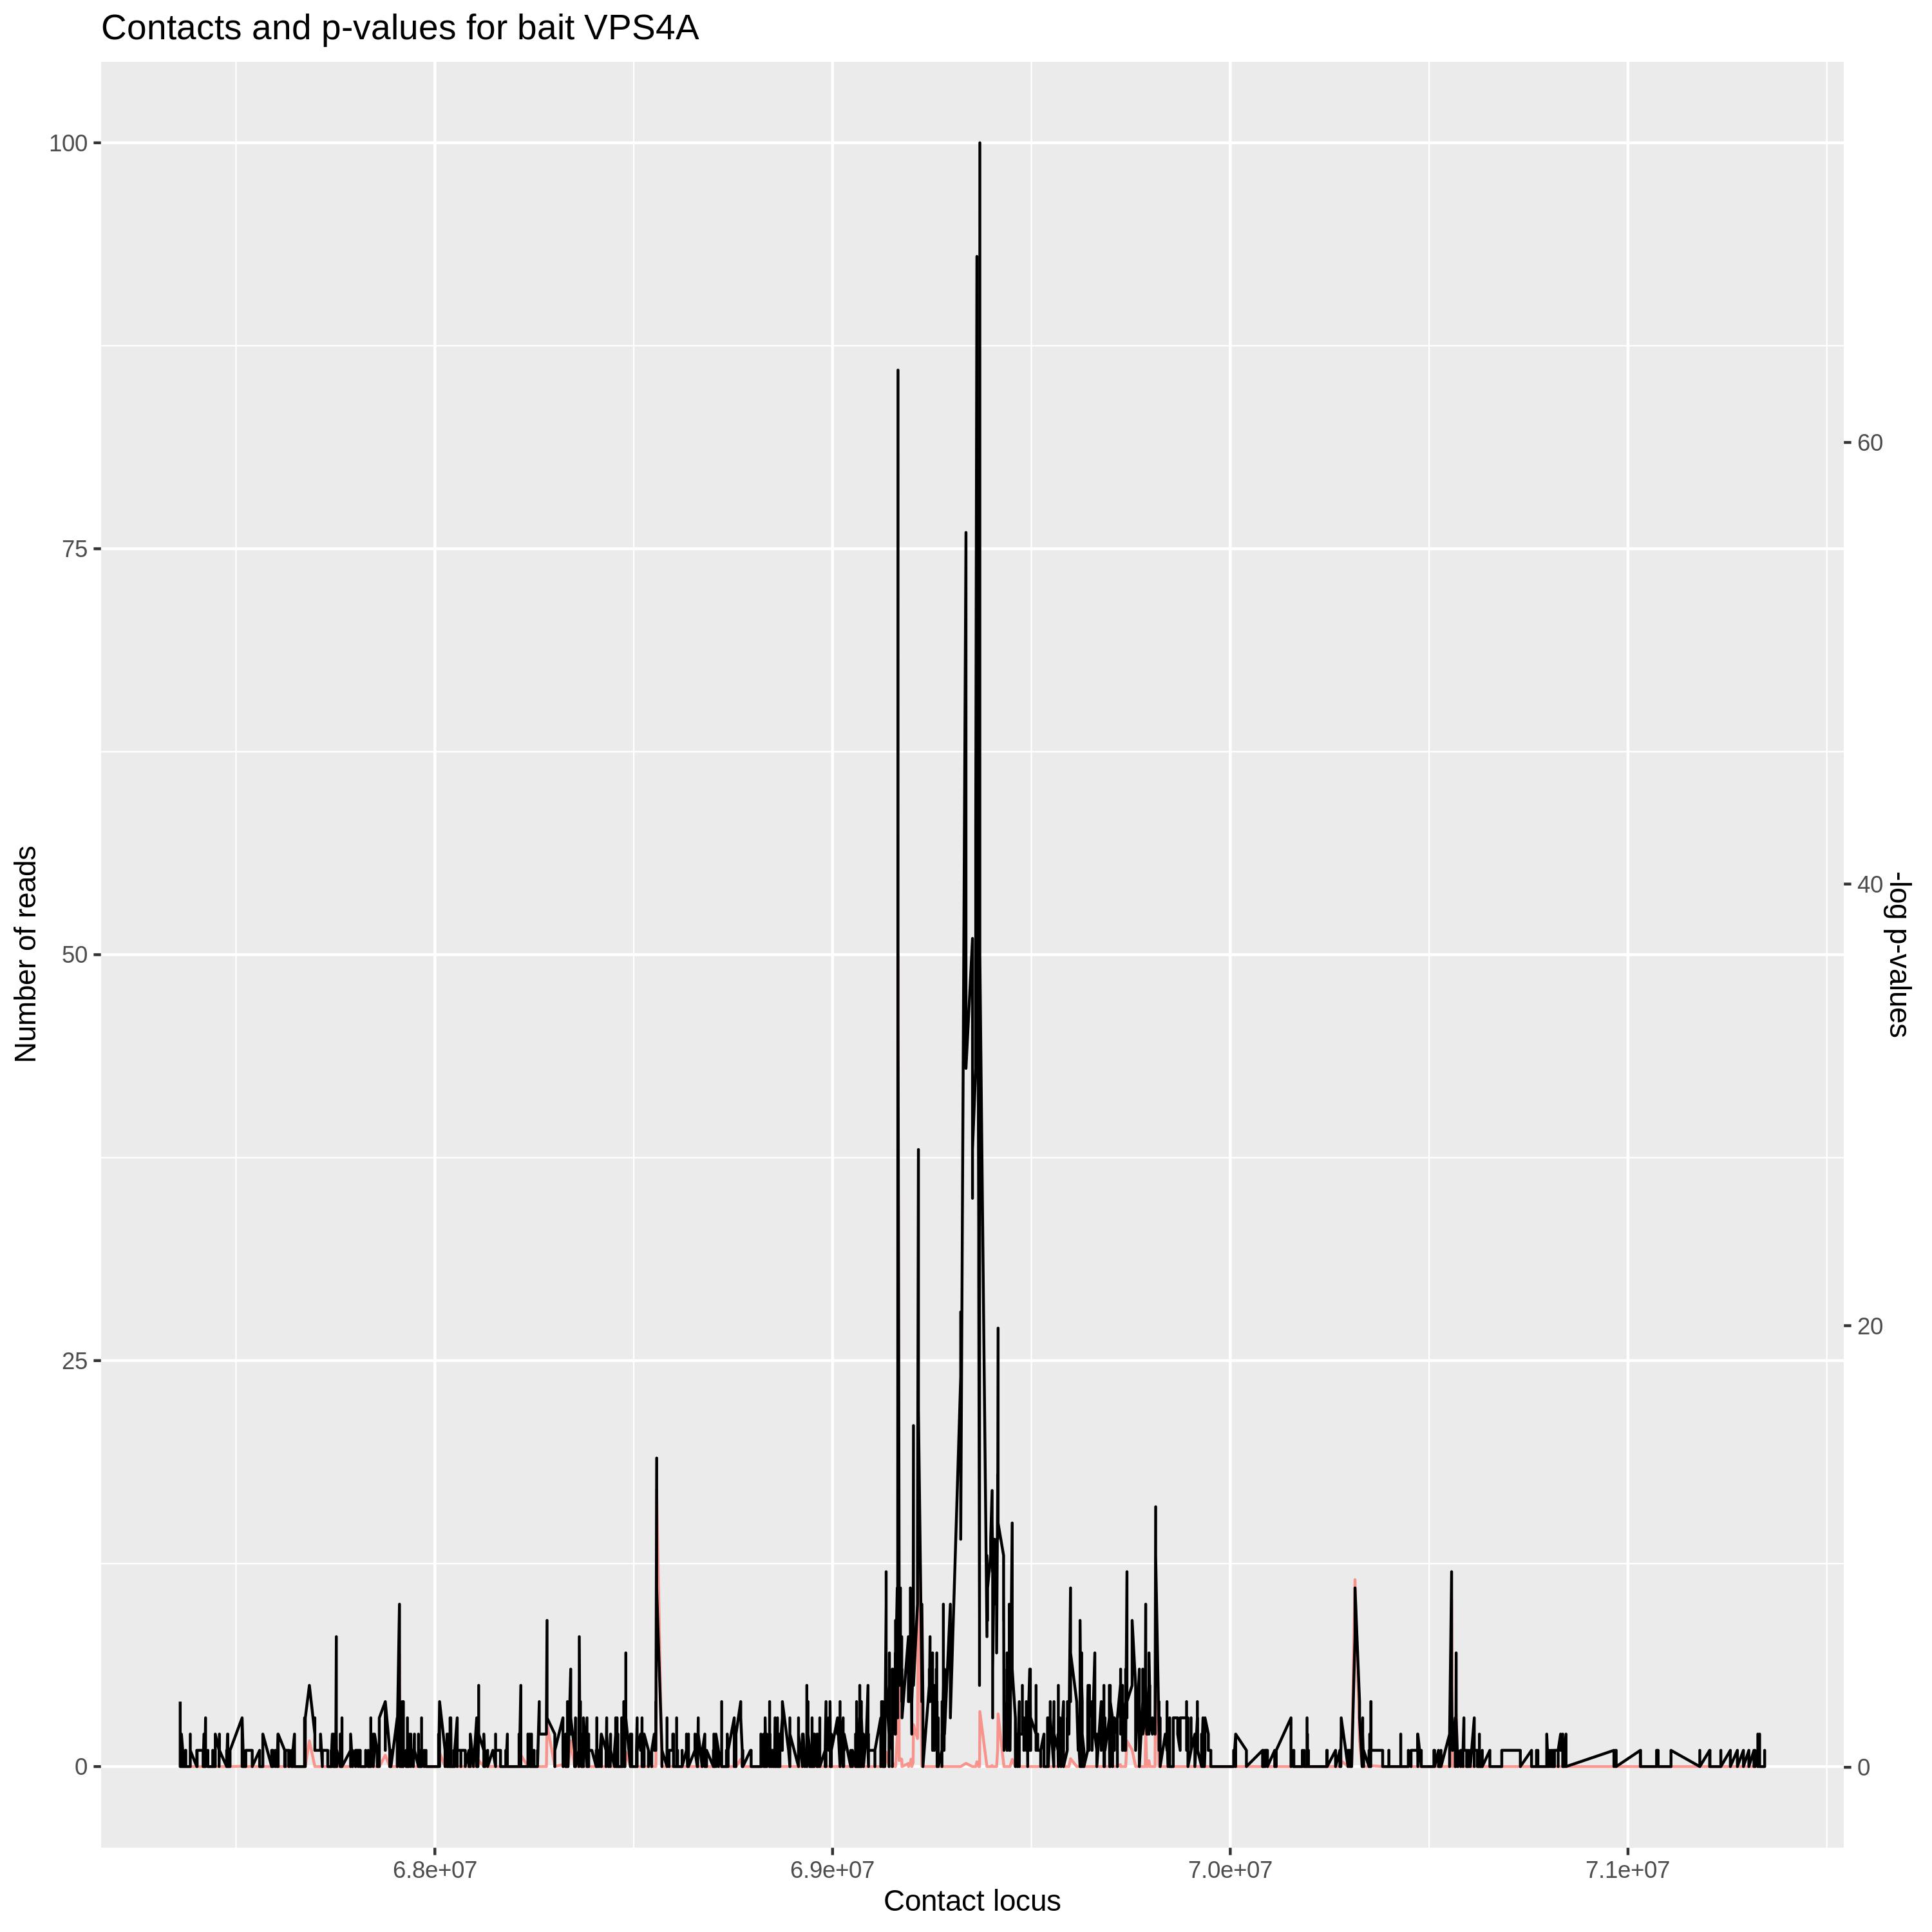 Contacts and p-values for bait VPS4A
100
75
50
25
0
Number of reads
60
40
20
0
-log p-values
6.8e+07
6.9e+07
7.0e+07
7.1e+07
Contact locus